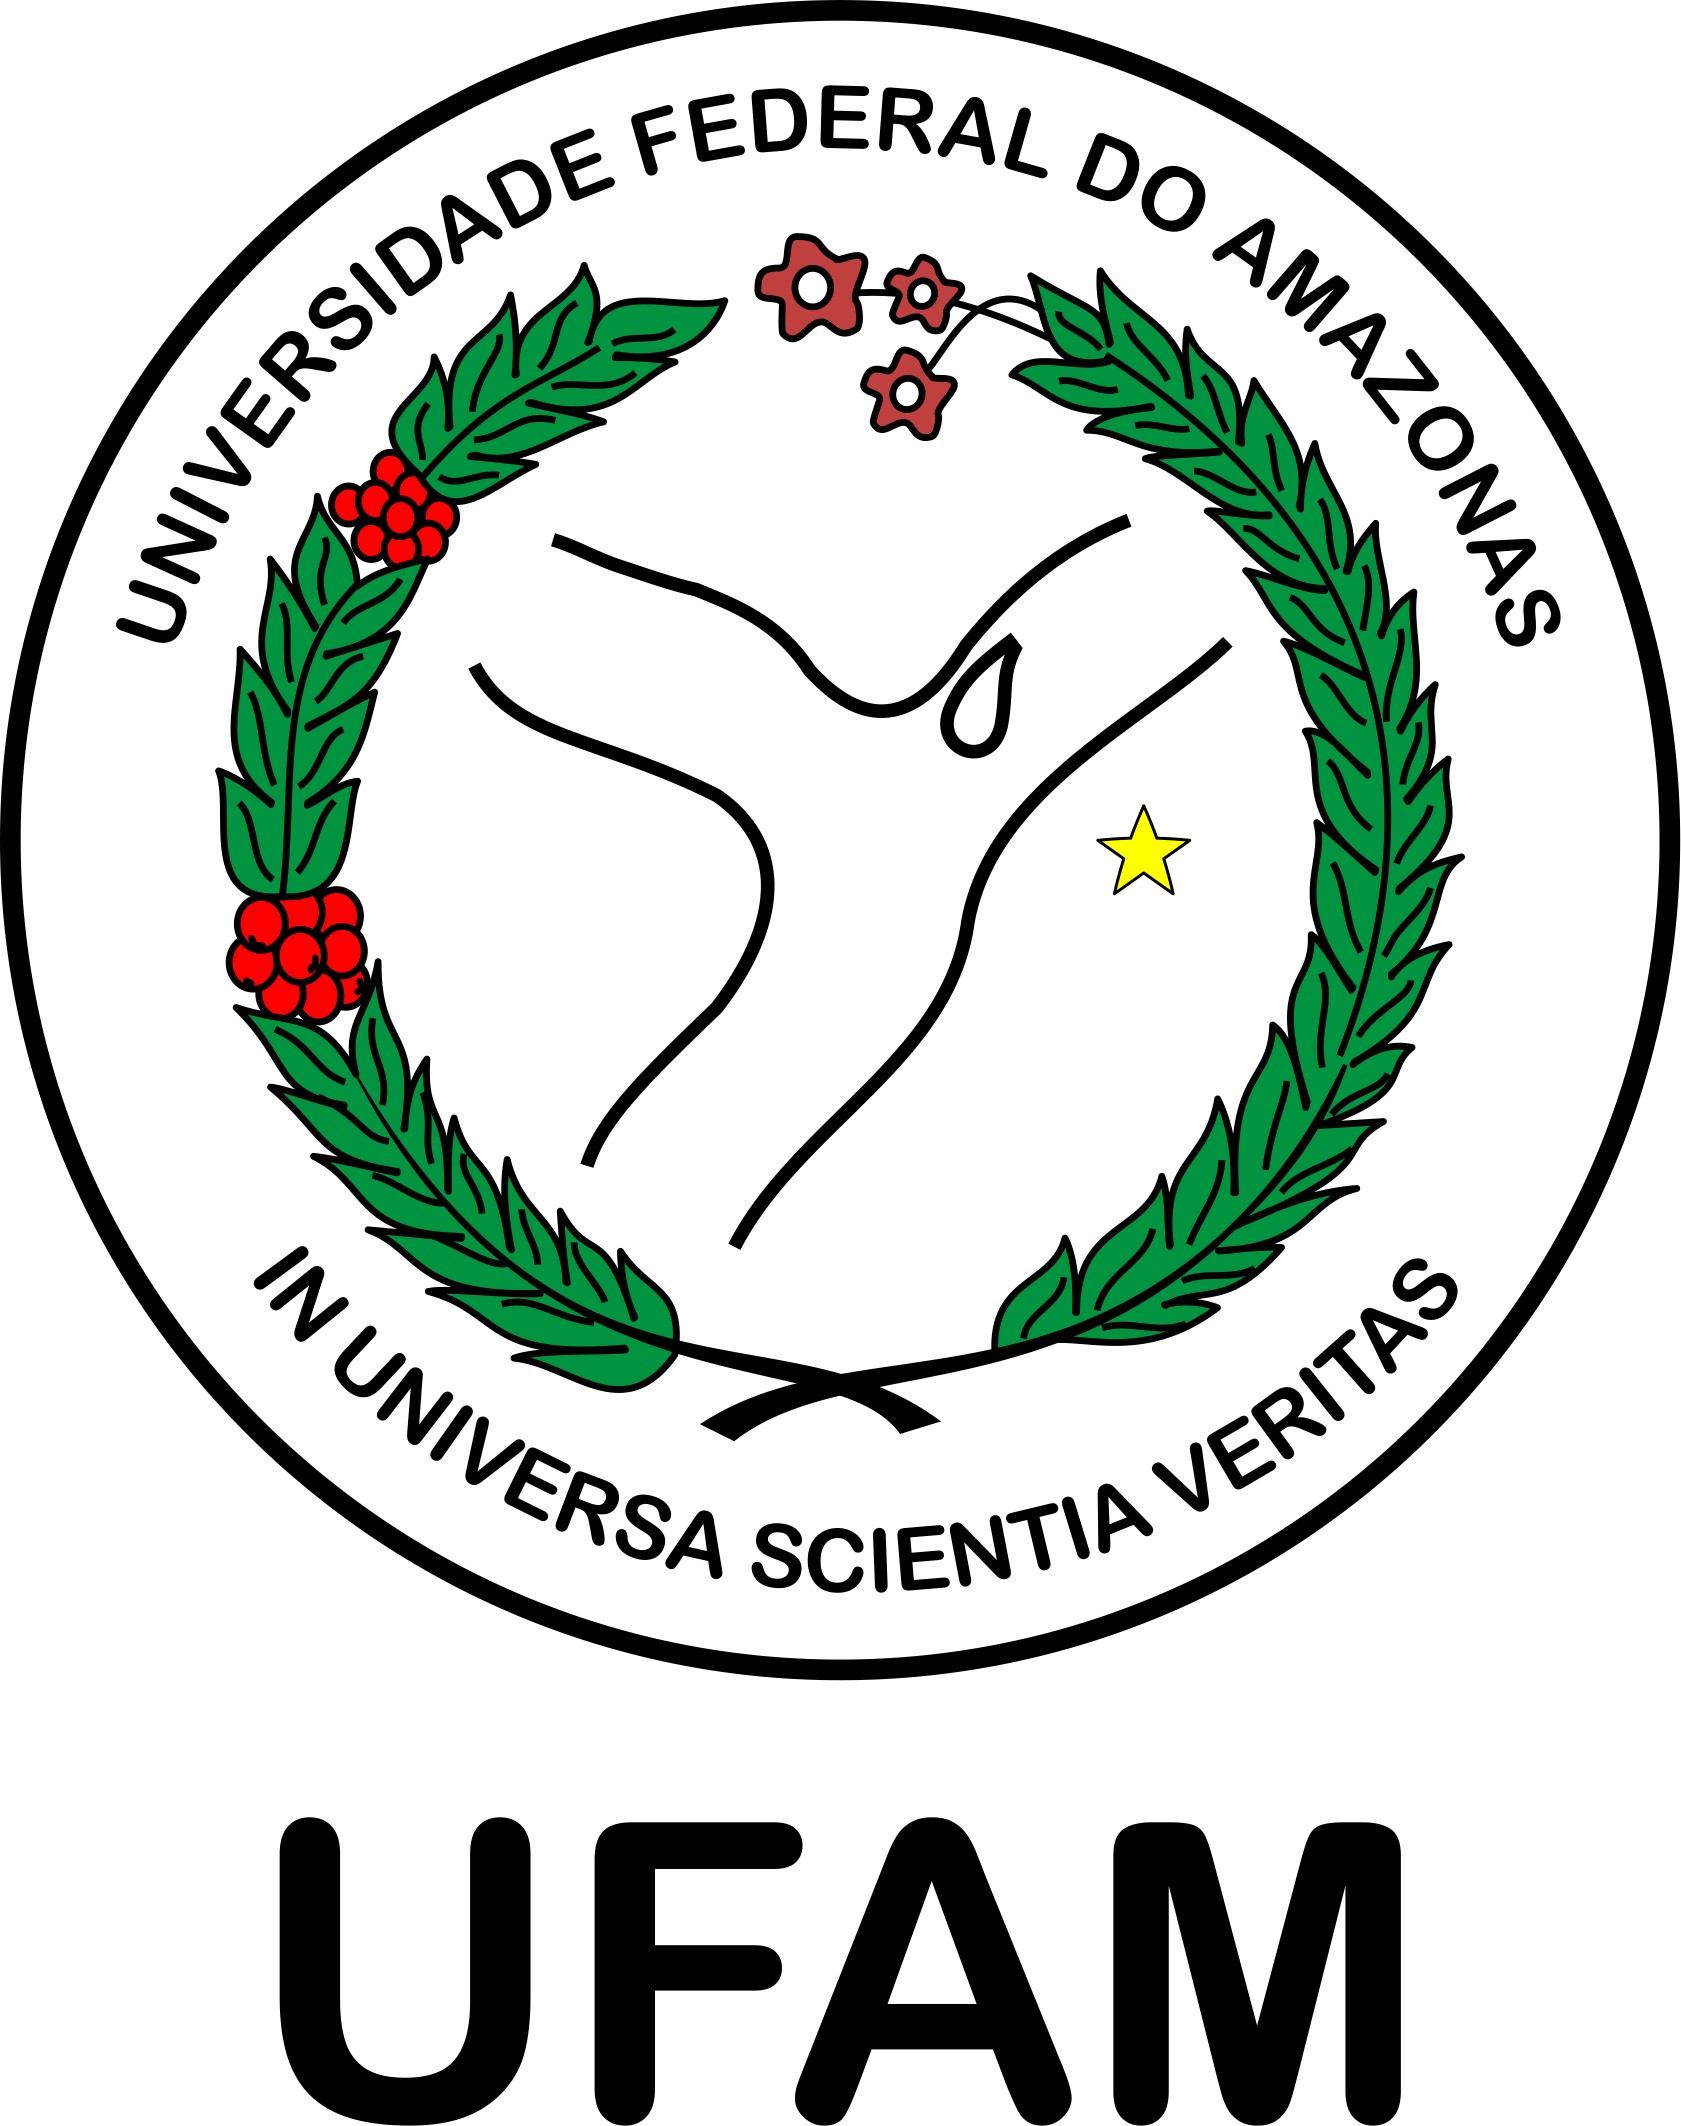 UNIVERSIDADE FEDERAL DO AMAZONAS
IN UNIVERSA SCIENTIA VERITAS
UFAM